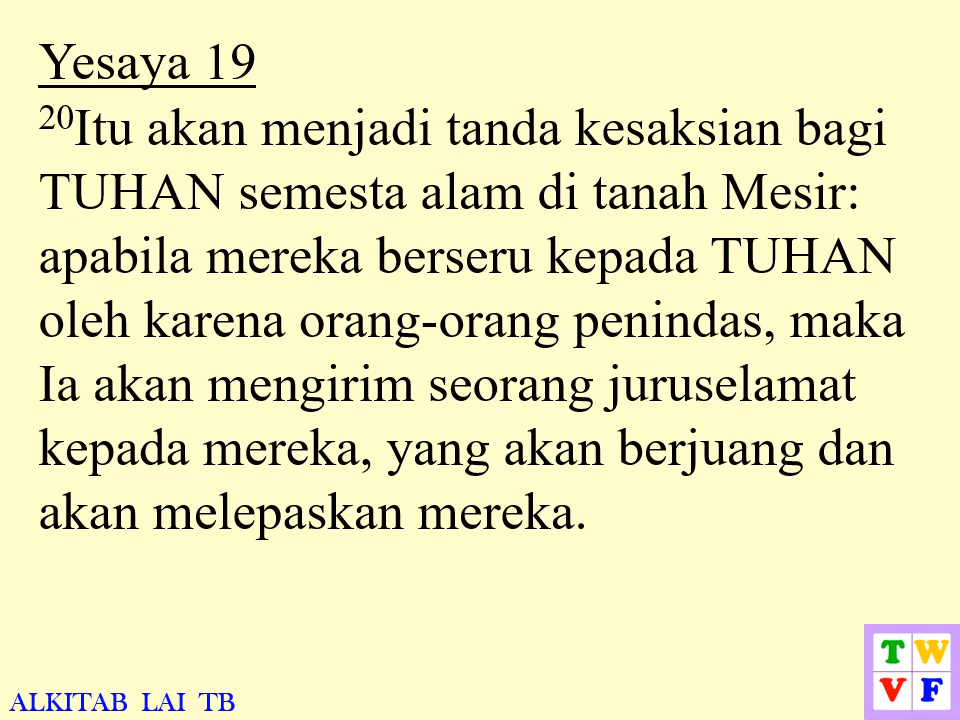 Yesaya 19
20Itu akan menjadi tanda kesaksian bagi
TUHAN semesta alam di tanah Mesir:
apabila mereka berseru kepada TUHAN
oleh karena orang-orang penindas, maka
Ia akan mengirim seorang juruselamat
kepada mereka, yang akan berjuang dan
akan melepaskan mereka.
T W
V F
ALKITAB LAI TB